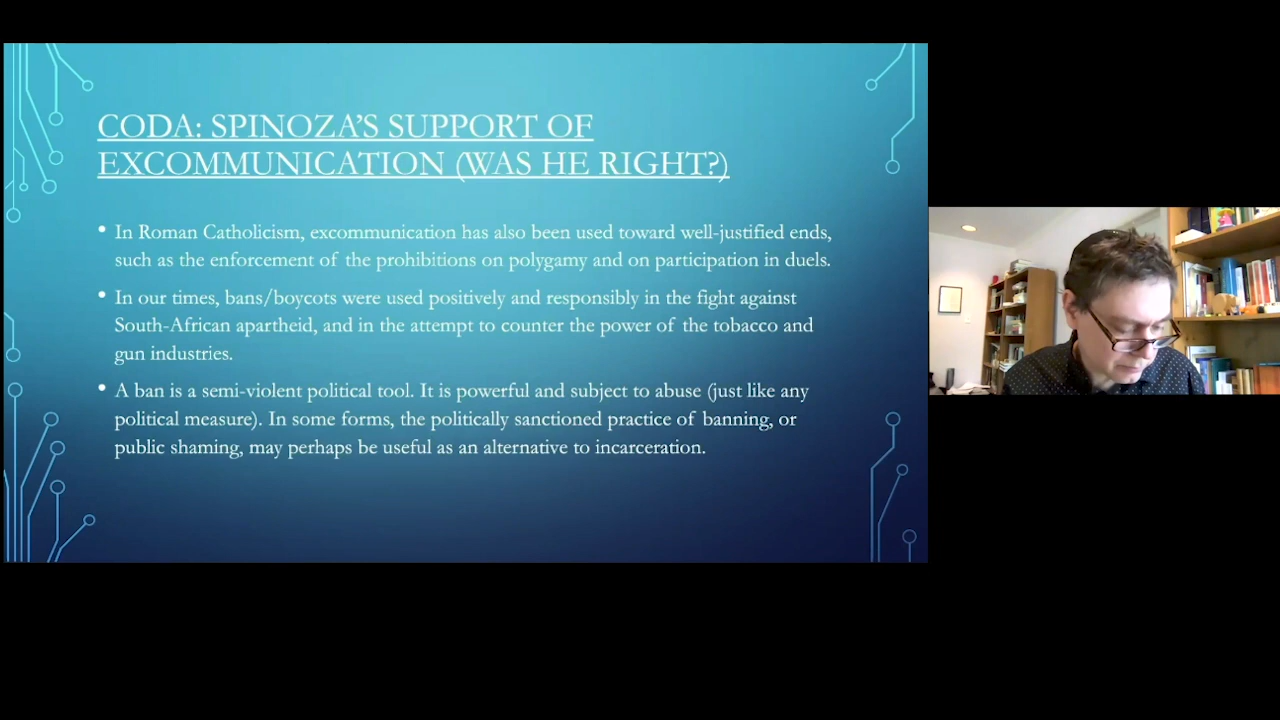 CODA: SPINOZA'S SUPPORT OF
EXCOMMUNICATION (WAS HE RIGHT?)
• In Roman Catholicism, excommunication has also been used toward well-justified ends,
such as the enforcement of the prohibitions on polygamy and on participation in duels.
• In our times, bans/boycots were used positively and responsibly in the fight against
South-African apartheid, and in the attempt to counter the power of the tobacco and
gun industries.
• A ban is a semi-violent political tool. It is powerful and subject to abuse (just like any
political measure). In some forms, the politically sanctioned practice of banning, or
public shaming, may perhaps be useful as an alternative to incarceration.